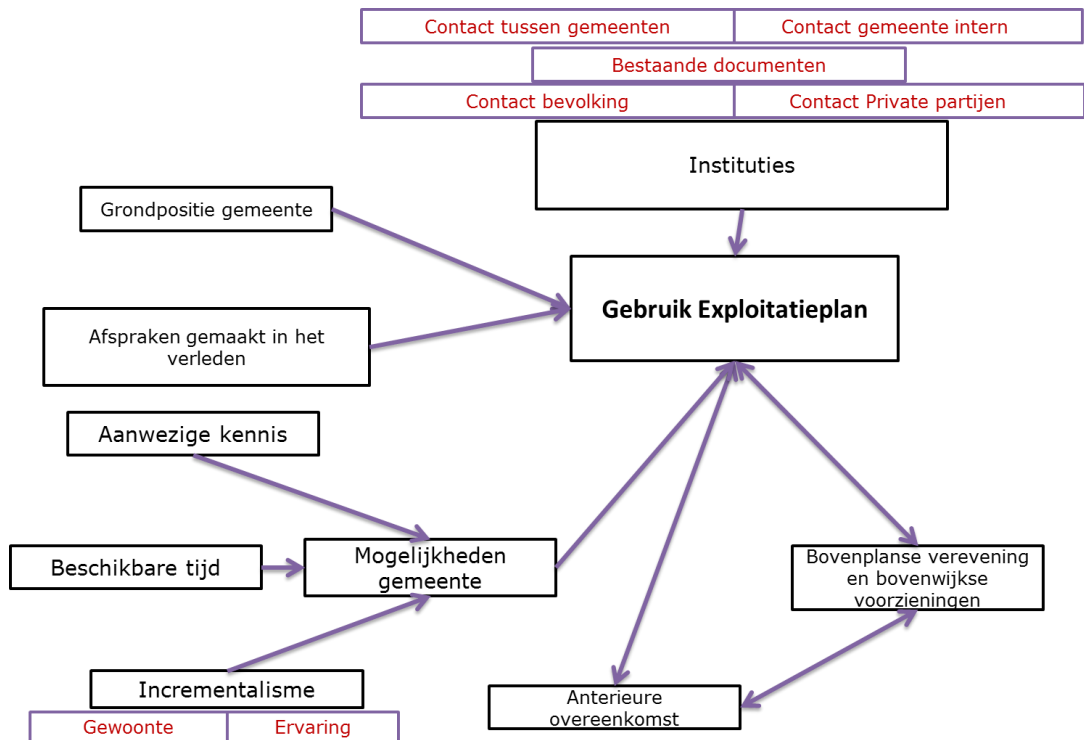 Contact tussen gemeenten
Contact gemeente intern
Bestaande documenten
Contact bevolking
Contact Private partijen
Instituties
Grondpositie gemeente
Gebruik Exploitatieplan
Afspraken gemaakt in het
verleden
Aanwezige kennis
Beschikbare tijd
Mogelijkheden
gemeente
Bovenplanse verevening
en bovenwijkse
voorzieningen
Incrementalisme
Gewoonte
Ervaring
Anterieure
overeenkomst